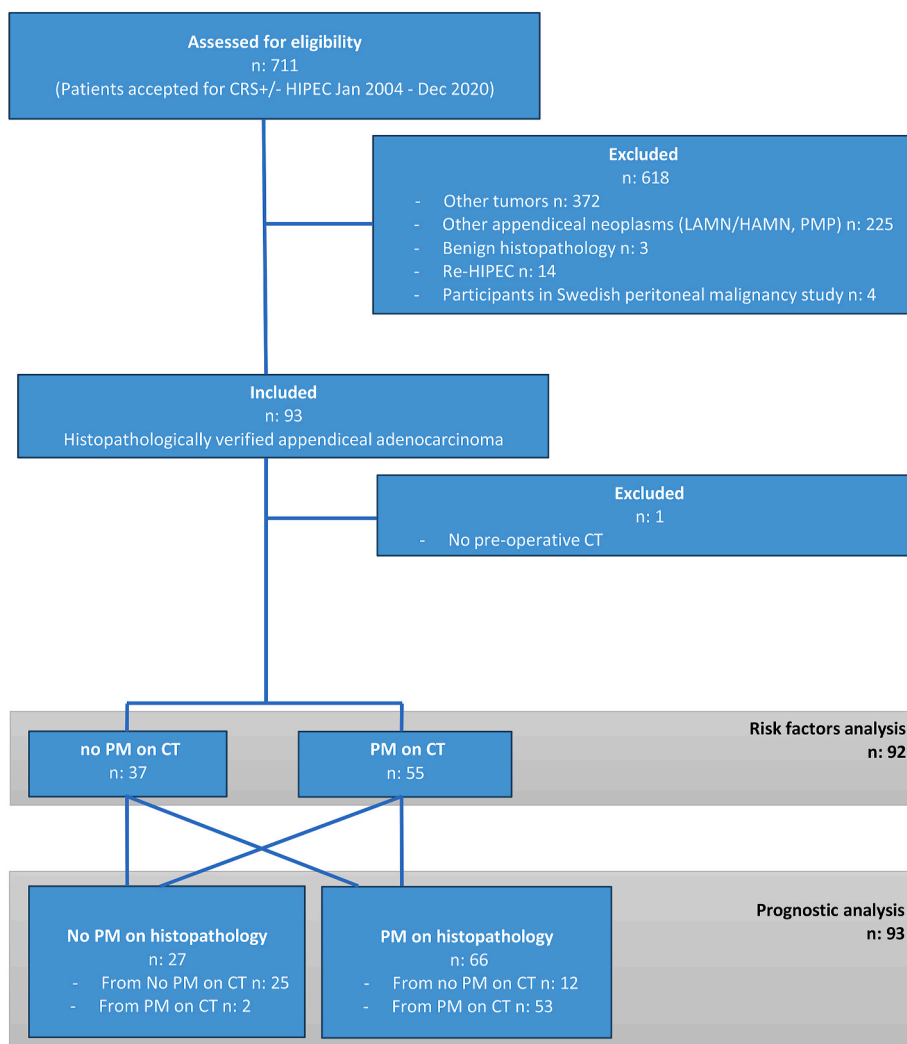 Assessed for eligibility
n: 711
(Patients accepted for CRS+/- HIPEC Jan 2004 - Dec 2020)
Excluded
n: 618
- Other tumors n: 372
- Other appendiceal neoplasms (LAMN/HAMN, PMP) n: 225
- Benign histopathology n: 3
- Re-HIPEC n: 14
- Participants in Swedish peritoneal malignancy study n: 4
Included
n: 93
Histopathologically verified appendiceal adenocarcinoma
Excluded
n: 1
- No pre-operative CT
Risk factors analysis
n: 92
no PM on CT
n: 37
PM on CT
n: 55
Prognostic analysis
n: 93
No PM on histopathology
n: 27
- From No PM on CT n: 25
- From PM on CT n: 2
PM on histopathology
n: 66
- From no PM on CT n: 12
- From PM on CT n: 53